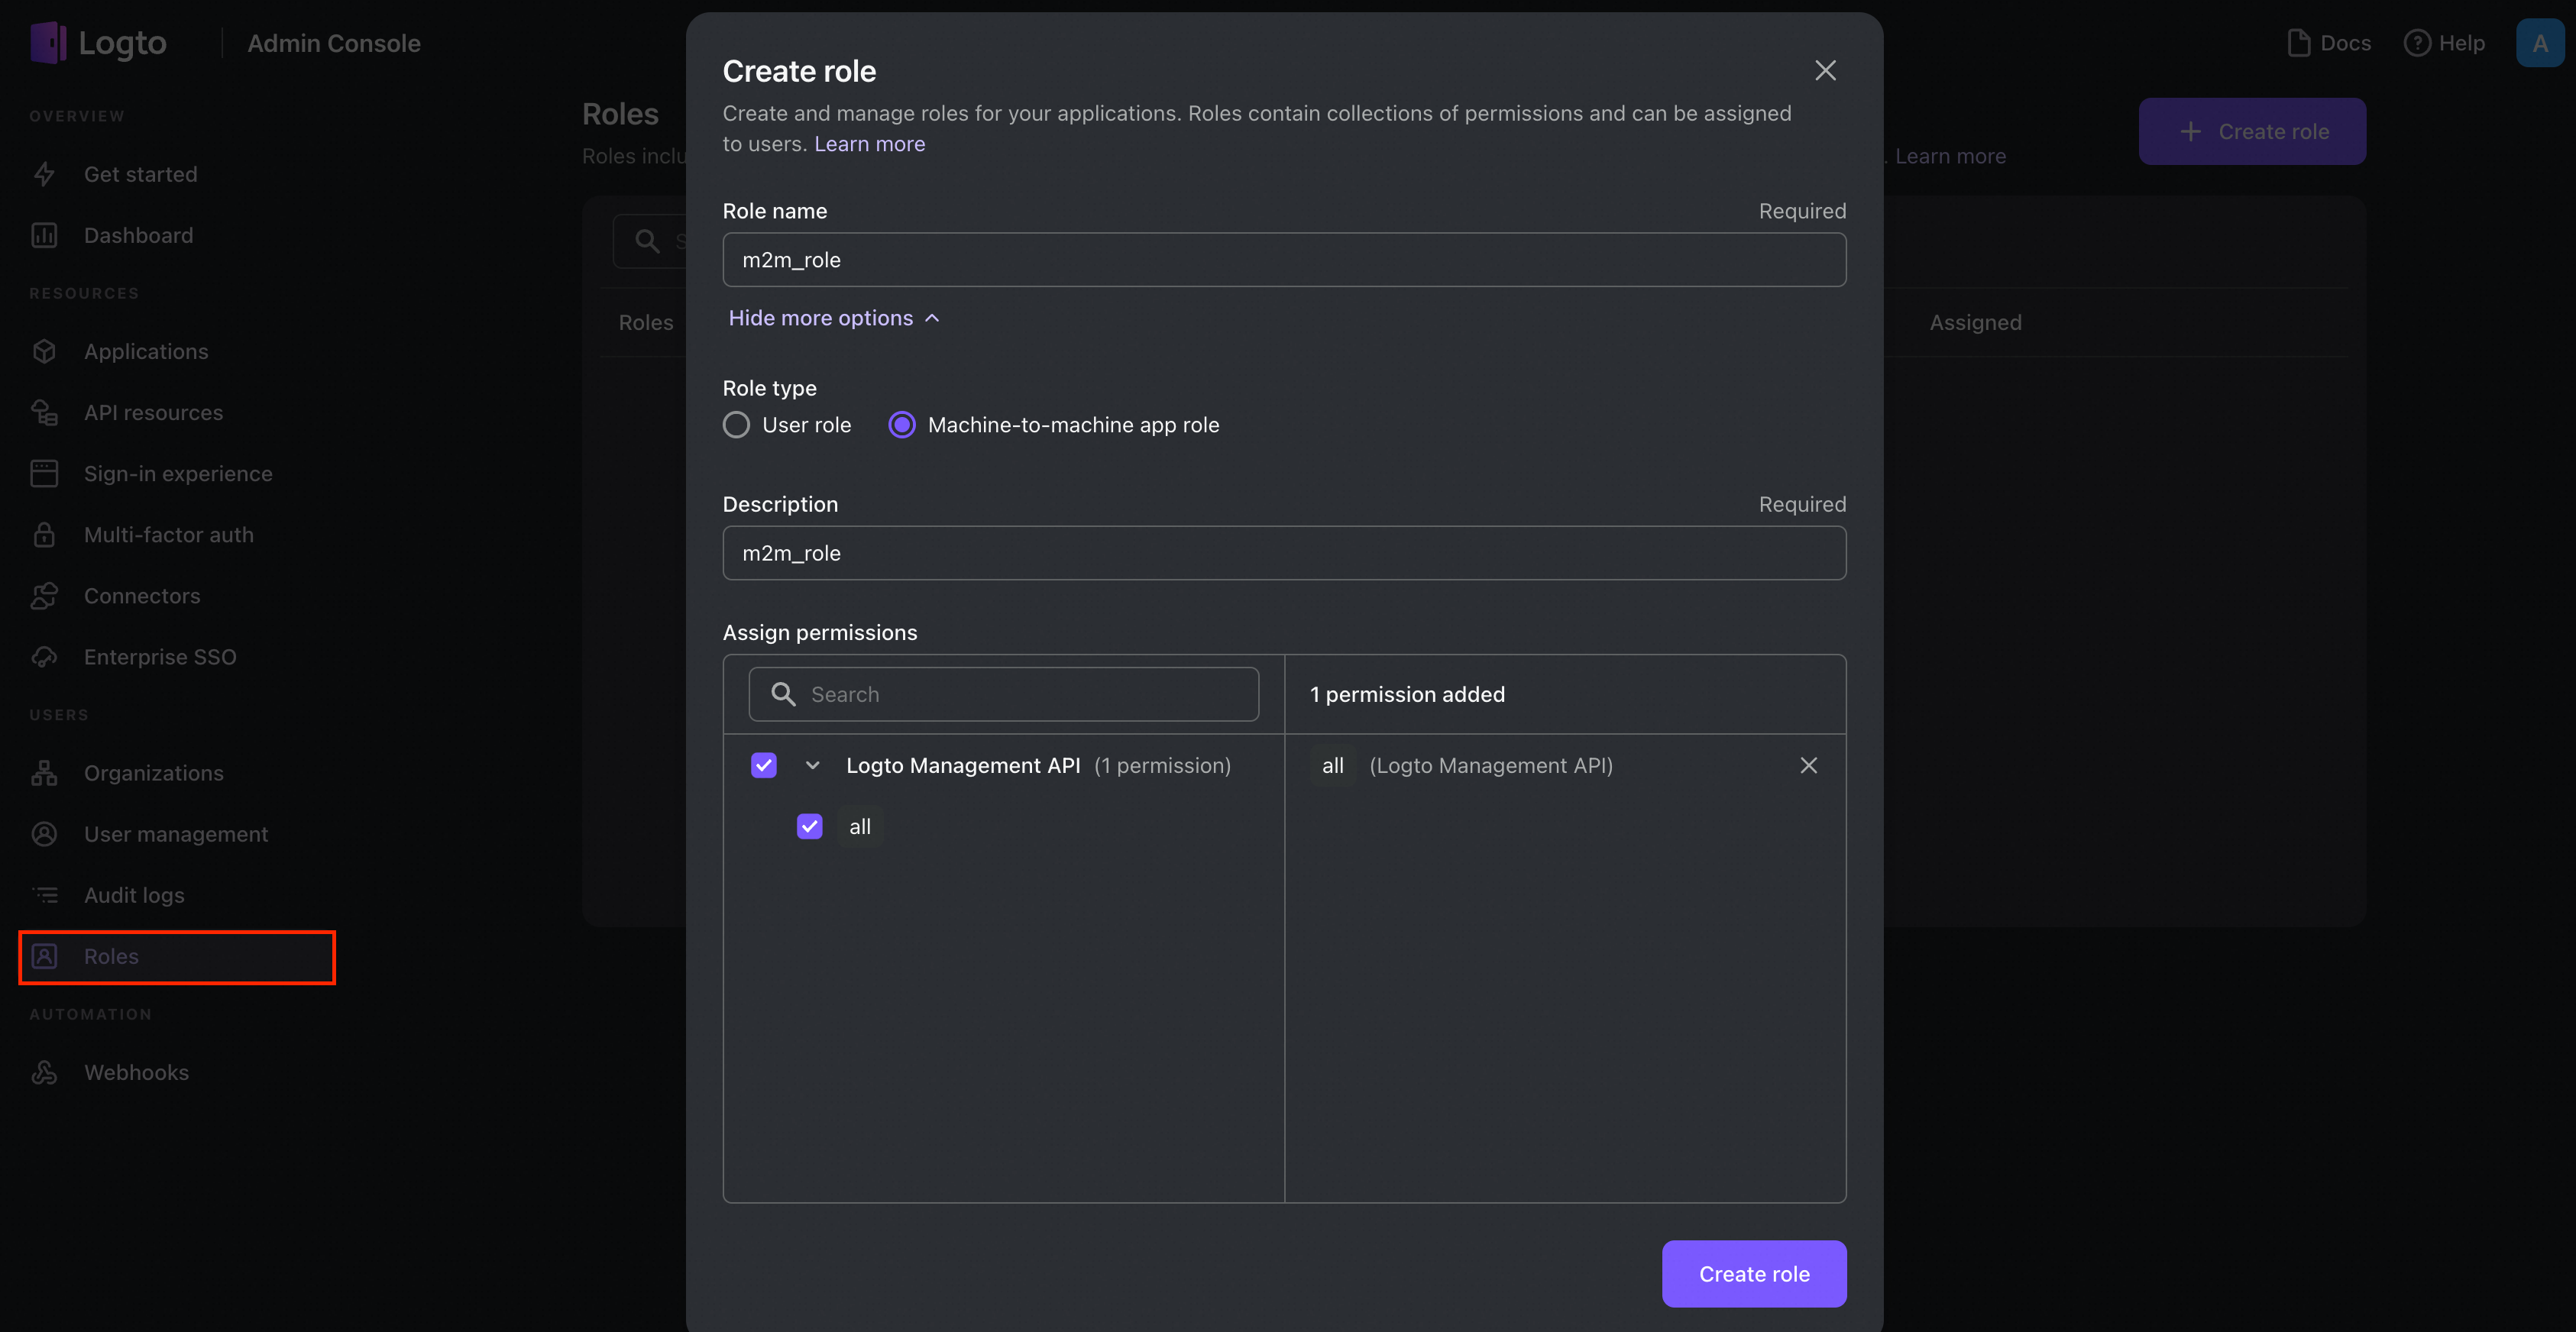 Logto
Admin Console
Docs
Help
A
OVERVIEW
Get started
Dashboard
RESOURCES
Applications
API resources
Sign-in experience
Multi-factor auth
Connectors
Enterprise SSO
USERS
Organizations
User management
Audit logs
Roles
AUTOMATION
Webhooks
Roles
Roles inclu
. Learn more
Create role
S
Roles
Assigned
Create role
Create and manage roles for your applications. Roles contain collections of permissions and can be assigned
to users. Learn more
Role name
Required
m2m_role
Hide more options
Role type
User role
Machine-to-machine app role
Description
Required
m2m_role
Assign permissions
Search
1 permission added
Logto Management API (1 permission)
all (Logto Management API)
all
Create role